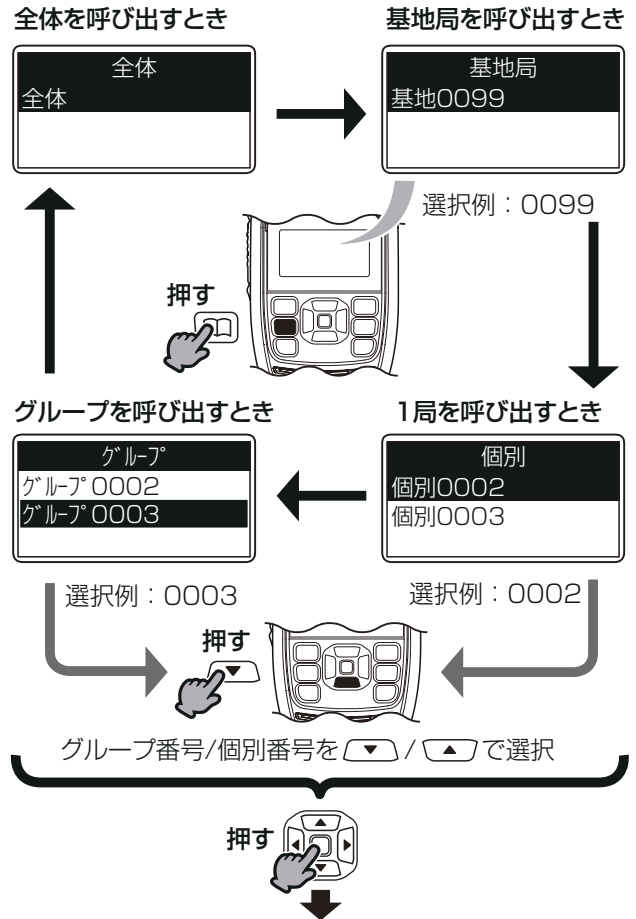 全体を呼び出すとき
基地局を呼び出すとき
全体
全体
基地局
基地0099
選択例：0099
押す
グループを呼び出すとき
1局を呼び出すとき
ｸﾞﾙｰﾌﾟ
ｸﾞﾙｰﾌﾟ0002
ｸﾞﾙｰﾌﾟ0003
個別
個別0002
個別0003
選択例：0003
選択例：0002
押す
グループ番号/個別番号を▼/▲で選択
押す